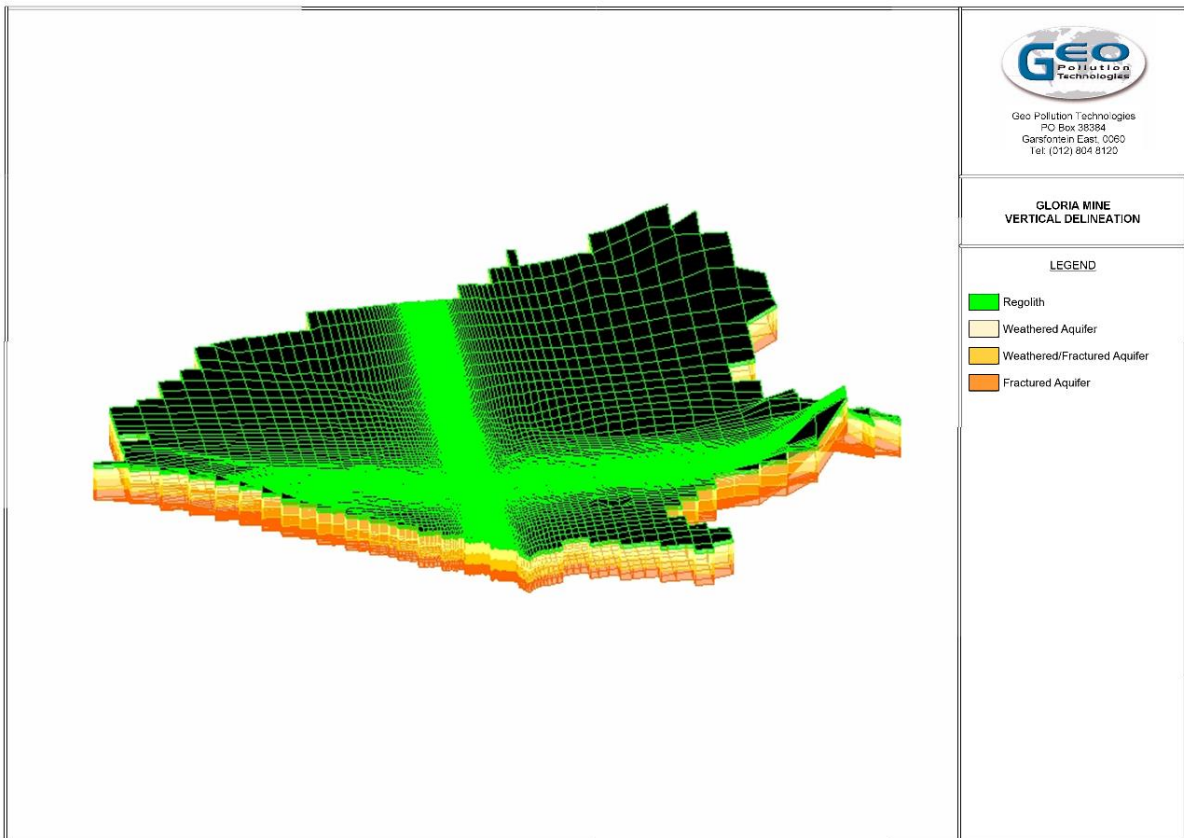 GEO
Pollution
Technologies
Geo Pollution Technologies
PO Box 38384
Garsfontein East, 0060
Tel: (012) 804 8120
GLORIA MINE
VERTICAL DELINEATION
LEGEND
Regolith
Weathered Aquifer
Weathered/Fractured Aquifer
Fractured Aquifer